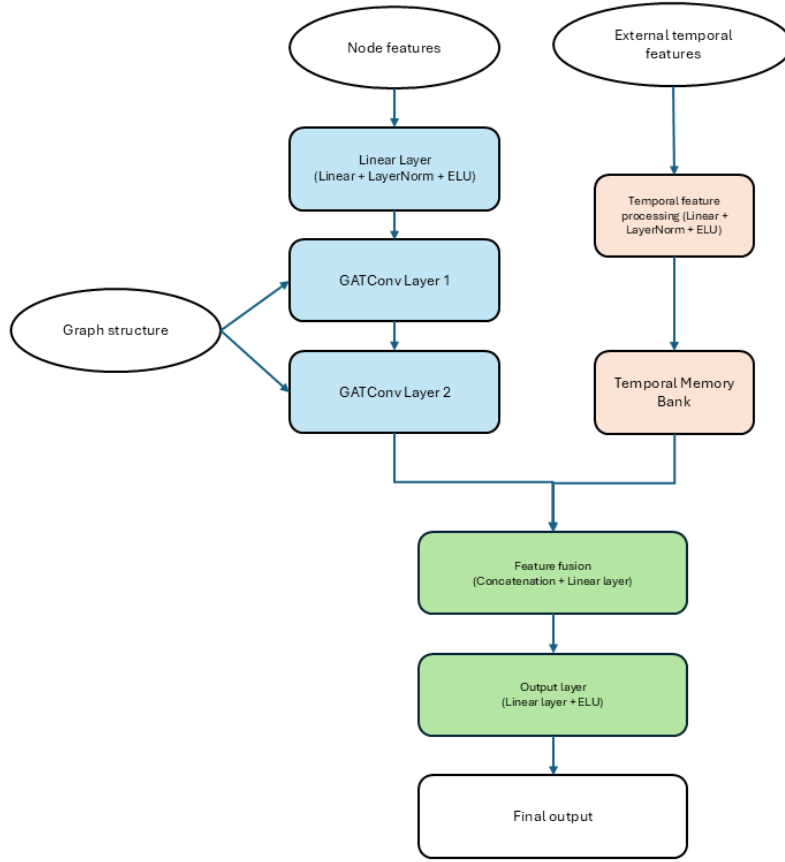 Node features
External temporal
features
Linear Layer
(Linear + LayerNorm + ELU)
Temporal feature
processing (Linear +
LayerNorm + ELU)
GATConv Layer 1
Graph structure
GATConv Layer 2
Temporal Memory
Bank
Feature fusion
(Concatenation + Linear layer)
Output layer
(Linear layer + ELU)
Final output